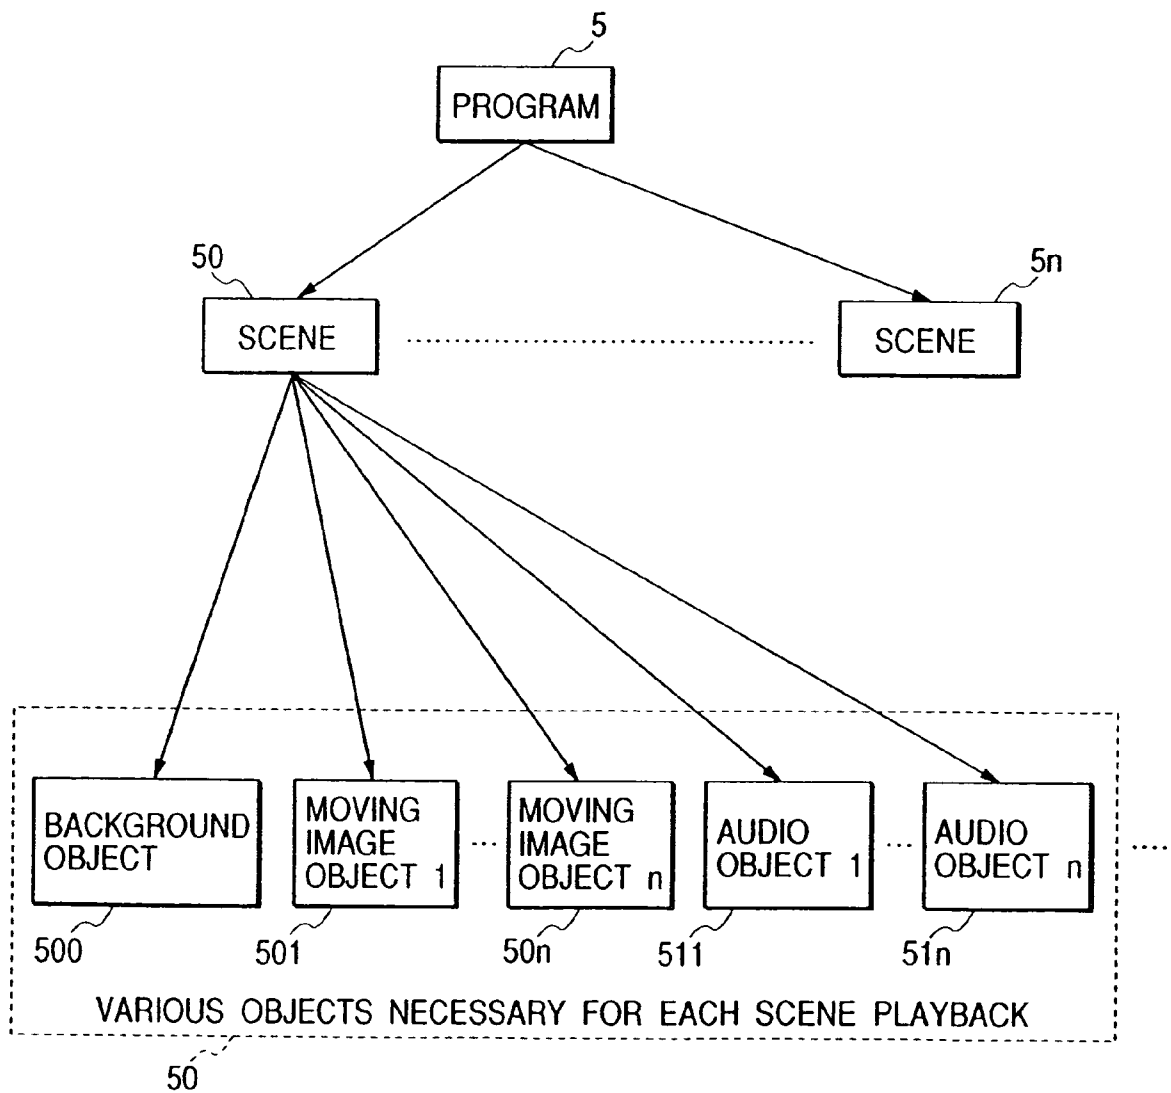 5
PROGRAM
50
5n
SCENE
SCENE
BACKGROUND
OBJECT
MOVING
IMAGE
OBJECT 1
MOVING
IMAGE
OBJECT n
AUDIO
OBJECT 1
AUDIO
OBJECT n
500
501
50n
511
51n
VARIOUS OBJECTS NECESSARY FOR EACH SCENE PLAYBACK
50